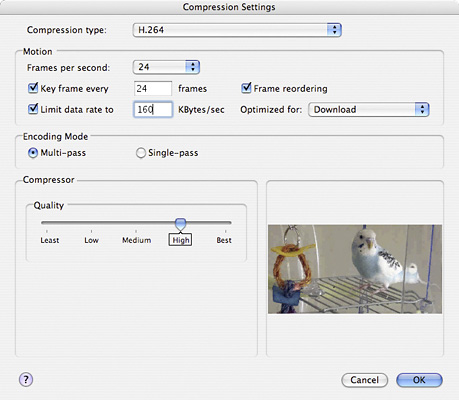 Compression Settings
Compression type: H.264
Motion
Frames per second: 24
Key frame every 24 frames Frame reordering
Limit data rate to 160 KBytes/sec Optimized for: Download
Encoding Mode
Multi-pass Single-pass
Compressor
Quality
Least Low Medium High Best
? Cancel OK